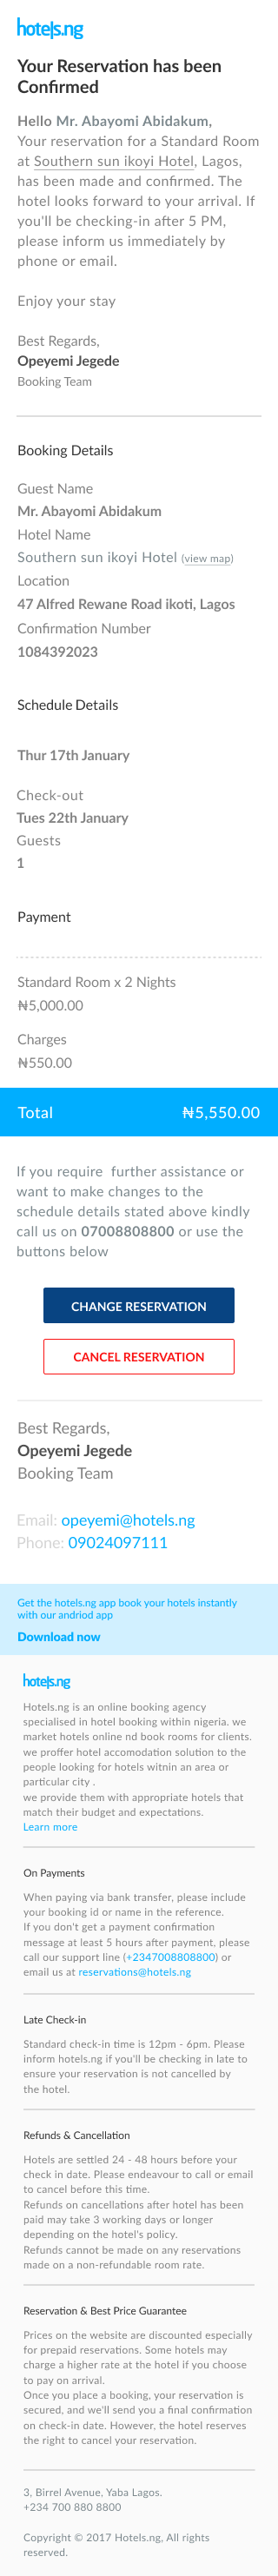 hotels.ng
Your Reservation has been
Confirmed
Hello Mr. Abayomi Abidakum,
Your reservation for a Standard Room
at Southern sun ikoyi Hotel, Lagos,
has been made and confirmed. The
hotel looks forward to your arrival. If
you'll be checking-in after 5 PM,
please inform us immediately by
phone or email.
Enjoy your stay
Best Regards,
Opeyemi Jegede
Booking Team
Booking Details
Guest Name
Mr. Abayomi Abidakum
Hotel Name
Southern sun ikoyi Hotel (view map)
Location
47 Alfred Rewane Road ikoti, Lagos
Confirmation Number
1084392023
Schedule Details
Thur 17th January
Check-out
Tues 22th January
Guests
1
Payment
Standard Room x 2 Nights
₦5,000.00
Charges
₦550.00
Total ₦5,550.00
If you require  further assistance or
want to make changes to the
schedule details stated above kindly
call us on 07008808800 or use the
buttons below
CHANGE RESERVATION
CANCEL RESERVATION
Best Regards,
Opeyemi Jegede
Booking Team
Email: opeyemi@hotels.ng
Phone: 09024097111
Get the hotels.ng app book your hotels instantly
with our andriod app
Download now
hotels.ng
Hotels.ng is an online booking agency
specialised in hotel booking within nigeria. we
market hotels online nd book rooms for clients.
we proffer hotel accomodation solution to the
people looking for hotels witnin an area or
particular city .
we provide them with appropriate hotels that
match their budget and expectations.
Learn more
On Payments
When paying via bank transfer, please include
your booking id or name in the reference.
If you don't get a payment confirmation
message at least 5 hours after payment, please
call our support line (+2347008808800) or
email us at reservations@hotels.ng
Late Check-in
Standard check-in time is 12pm - 6pm. Please
inform hotels.ng if you'll be checking in late to
ensure your reservation is not cancelled by
the hotel.
Refunds & Cancellation
Hotels are settled 24 - 48 hours before your
check in date. Please endeavour to call or email
to cancel before this time.
Refunds on cancellations after hotel has been
paid may take 3 working days or longer
depending on the hotel's policy.
Refunds cannot be made on any reservations
made on a non-refundable room rate.
Reservation & Best Price Guarantee
Prices on the website are discounted especially
for prepaid reservations. Some hotels may
charge a higher rate at the hotel if you choose
to pay on arrival.
Once you place a booking, your reservation is
secured, and we'll send you a final confirmation
on check-in date. However, the hotel reserves
the right to cancel your reservation.
3, Birrel Avenue, Yaba Lagos.
+234 700 880 8800
Copyright © 2017 Hotels.ng, All rights
reserved.